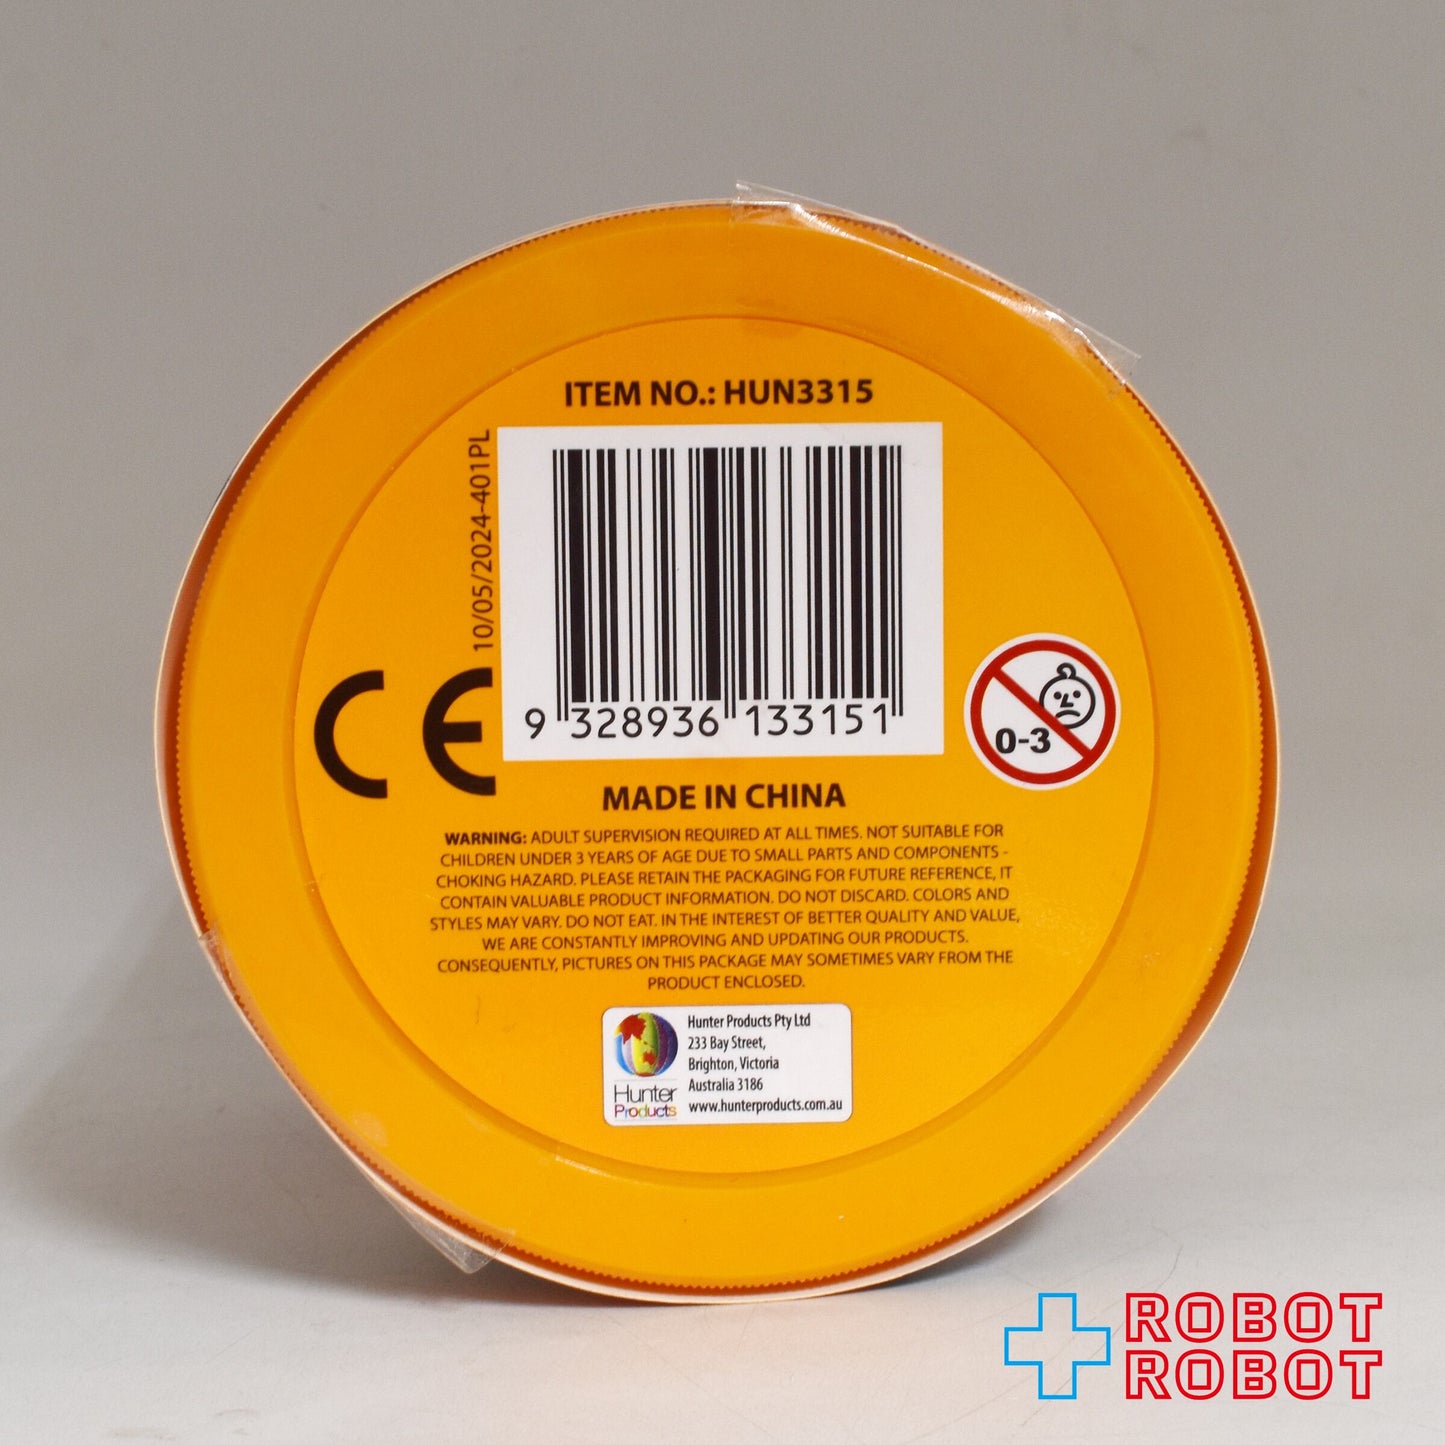 ITEM NO.: HUN3315
10/05/2024-401PL
9 328936 133151
CE
0-3
MADE IN CHINA
WARNING: ADULT SUPERVISION REQUIRED AT ALL TIMES. NOT SUITABLE FOR
CHILDREN UNDER 3 YEARS OF AGE DUE TO SMALL PARTS AND COMPONENTS -
CHOKING HAZARD. PLEASE RETAIN THE PACKAGING FOR FUTURE REFERENCE, IT
CONTAIN VALUABLE PRODUCT INFORMATION. DO NOT DISCARD. COLORS AND
STYLES MAY VARY. DO NOT EAT. IN THE INTEREST OF BETTER QUALITY AND VALUE,
WE ARE CONSTANTLY IMPROVING AND UPDATING OUR PRODUCTS.
CONSEQUENTLY, PICTURES ON THIS PACKAGE MAY SOMETIMES VARY FROM THE
PRODUCT ENCLOSED.
Hunter
Products
Hunter Products Pty Ltd
233 Bay Street,
Brighton, Victoria
Australia 3186
www.hunterproducts.com.au
ROBOT
ROBOT